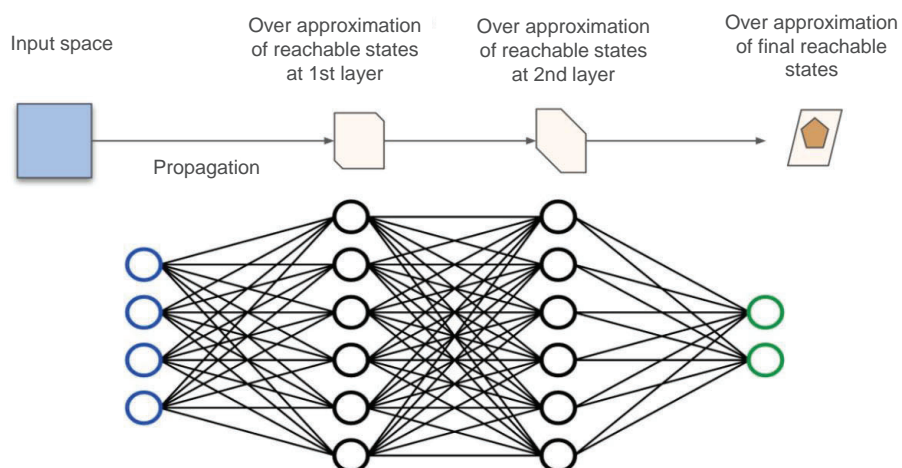 Input space
Over approximation
of reachable states
at 1st layer
Over approximation
of reachable states
at 2nd layer
Over approximation
of final reachable
states
Propagation